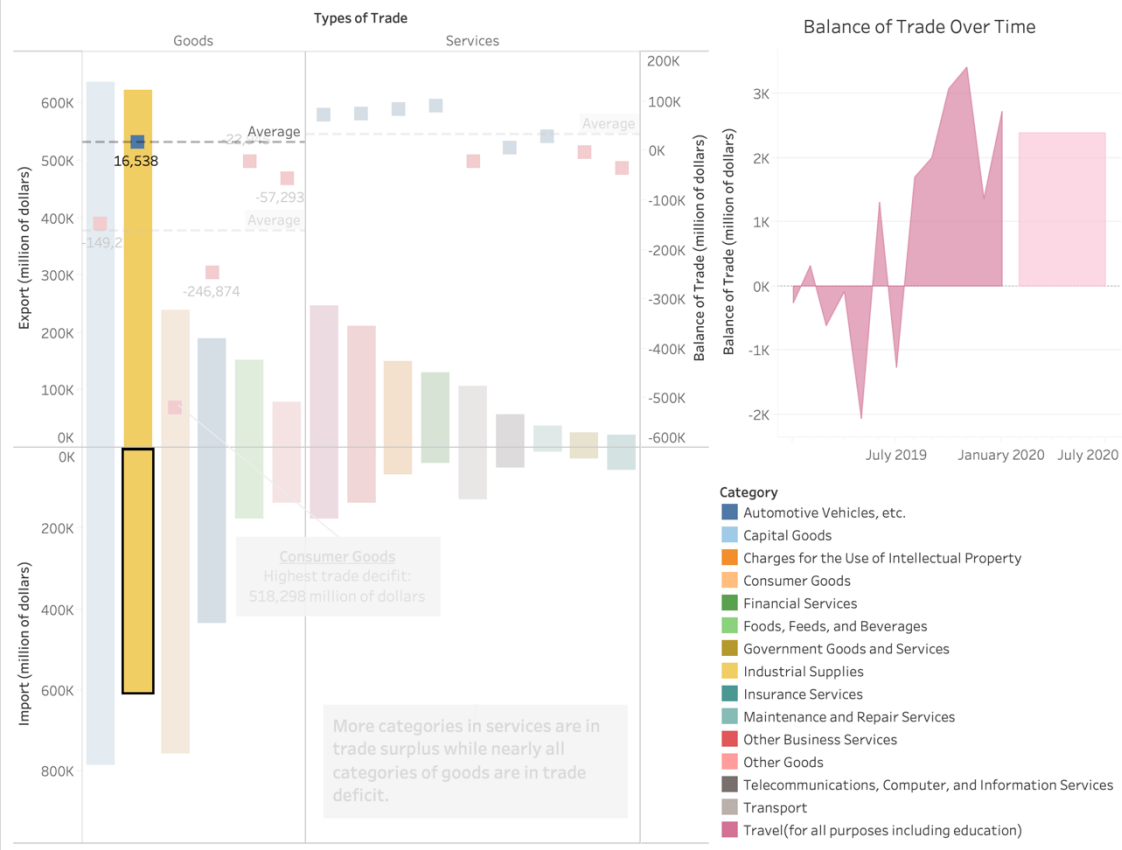 Types of Trade
Goods
Services
Export (million of dollars)
600K
500K
400K
300K
200K
100K
0K
Import (million of dollars)
0K
200K
400K
600K
800K
200K
100K
0K
-100K
-200K
-300K
-400K
-500K
-600K
Balance of Trade (million of dollars)
Average
16,538
-57,293
Average
-149,2
-246,874
Average
Consumer Goods
Highest trade decifit:
518,298 million of dollars
More categories in services are in
trade surplus while nearly all
categories of goods are in trade
deficit.
Balance of Trade Over Time
Balance of Trade (million of dollars)
3K
2K
1K
0K
-1K
-2K
July 2019
January 2020
July 2020
Category
Automotive Vehicles, etc.
Capital Goods
Charges for the Use of Intellectual Property
Consumer Goods
Financial Services
Foods, Feeds, and Beverages
Government Goods and Services
Industrial Supplies
Insurance Services
Maintenance and Repair Services
Other Business Services
Other Goods
Telecommunications, Computer, and Information Services
Transport
Travel(for all purposes including education)